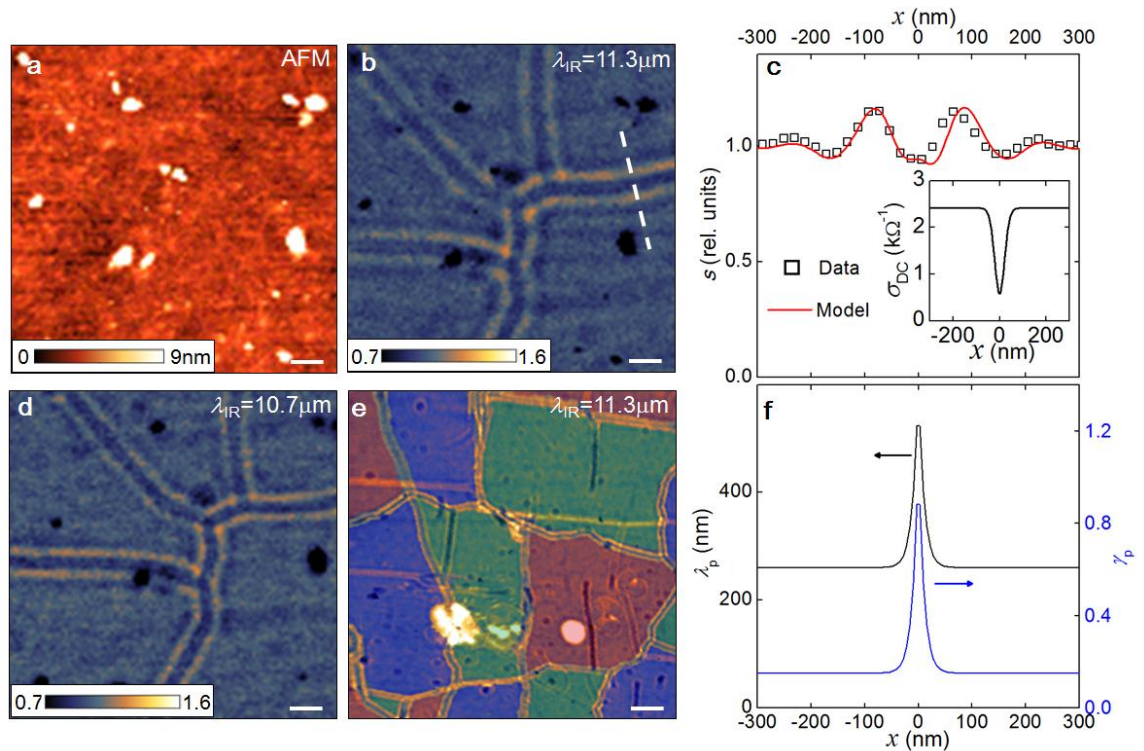 a
AFM
0
9nm
b
λIR=11.3μm
0.7
1.6
x (nm)
-300 -200 -100 0 100 200 300
c
1.0
0.5
0.0
s (rel. units)
Data
Model
3
2
1
0
σDC (kΩ-1)
-200 0 200
x (nm)
d
λIR=10.7μm
0.7
1.6
e
λIR=11.3μm
f
400
200
0
λp (nm)
1.2
0.8
0.4
0.0
γp
-300 -200 -100 0 100 200 300
x (nm)